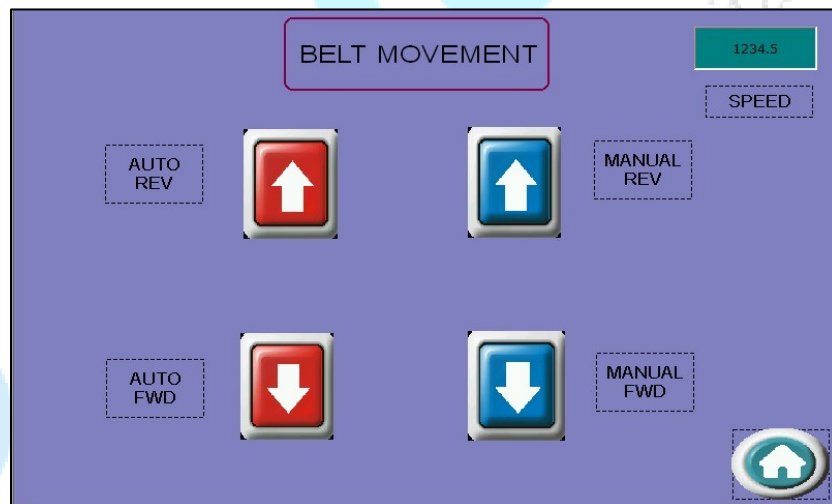 BELT MOVEMENT
1234.5
SPEED
AUTO
REV
MANUAL
REV
AUTO
FWD
MANUAL
FWD